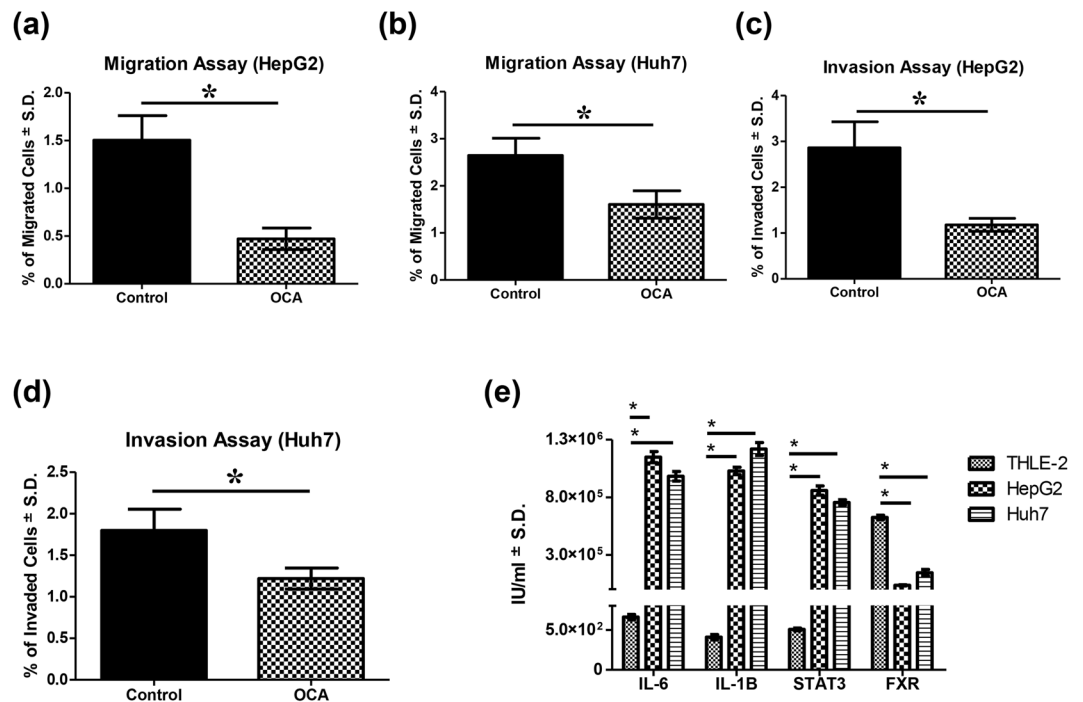 (a)
Migration Assay (HepG2)
% of Migrated Cells ± S.D.
2.0
1.5
1.0
0.5
0.0
*
Control
OCA
(b)
Migration Assay (Huh7)
% of Migrated Cells ± S.D.
4
3
2
1
0
*
Control
OCA
(c)
Invasion Assay (HepG2)
% of Invaded Cells ± S.D.
4
3
2
1
0
*
Control
OCA
(d)
Invasion Assay (Huh7)
% of Invaded Cells ± S.D.
2.5
2.0
1.5
1.0
0.5
0.0
*
Control
OCA
(e)
IU/ml ± S.D.
1.3×10⁶
8.0×10⁵
3.0×10⁵
5.0×10²
0
*
*
*
*
*
*
*
*
IL-6
IL-1B
STAT3
FXR
THLE-2
HepG2
Huh7